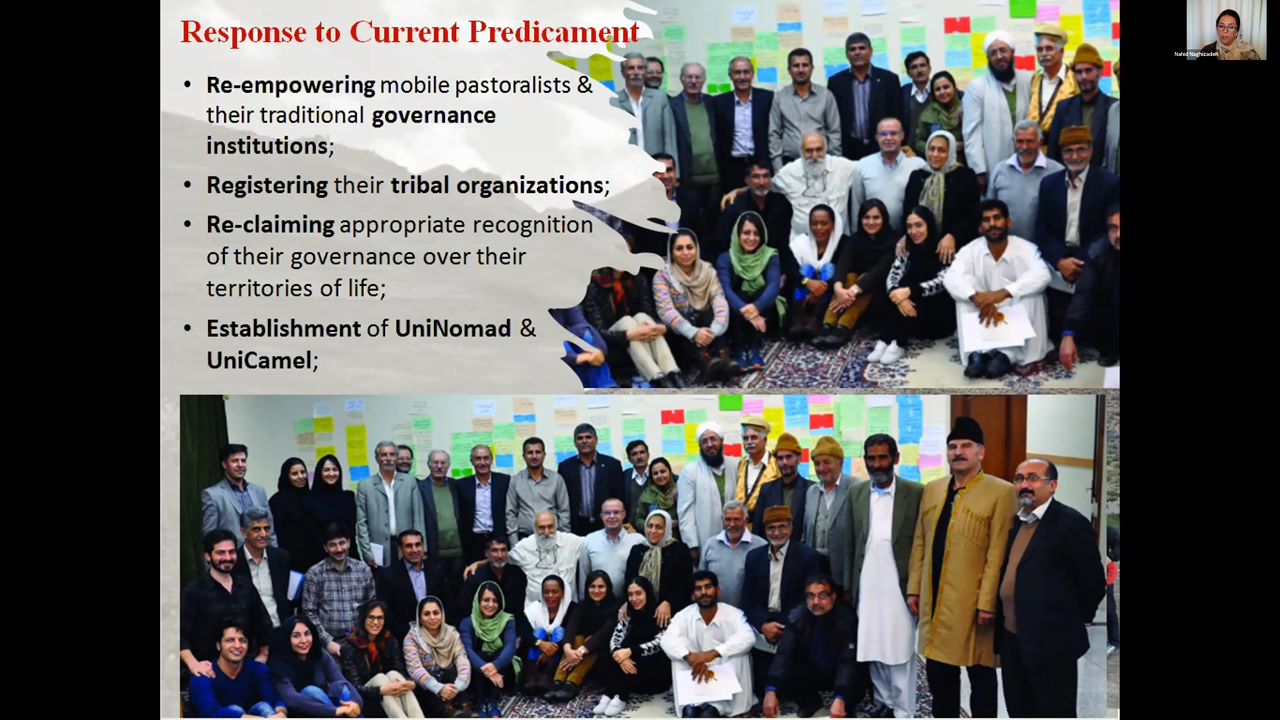 Response to Current Predicament
• Re-empowering mobile pastoralists &
their traditional governance
institutions;
• Registering their tribal organizations;
• Re-claiming appropriate recognition
of their governance over their
territories of life;
• Establishment of UniNomad &
UniCamel;
Nahid Naghizadeh